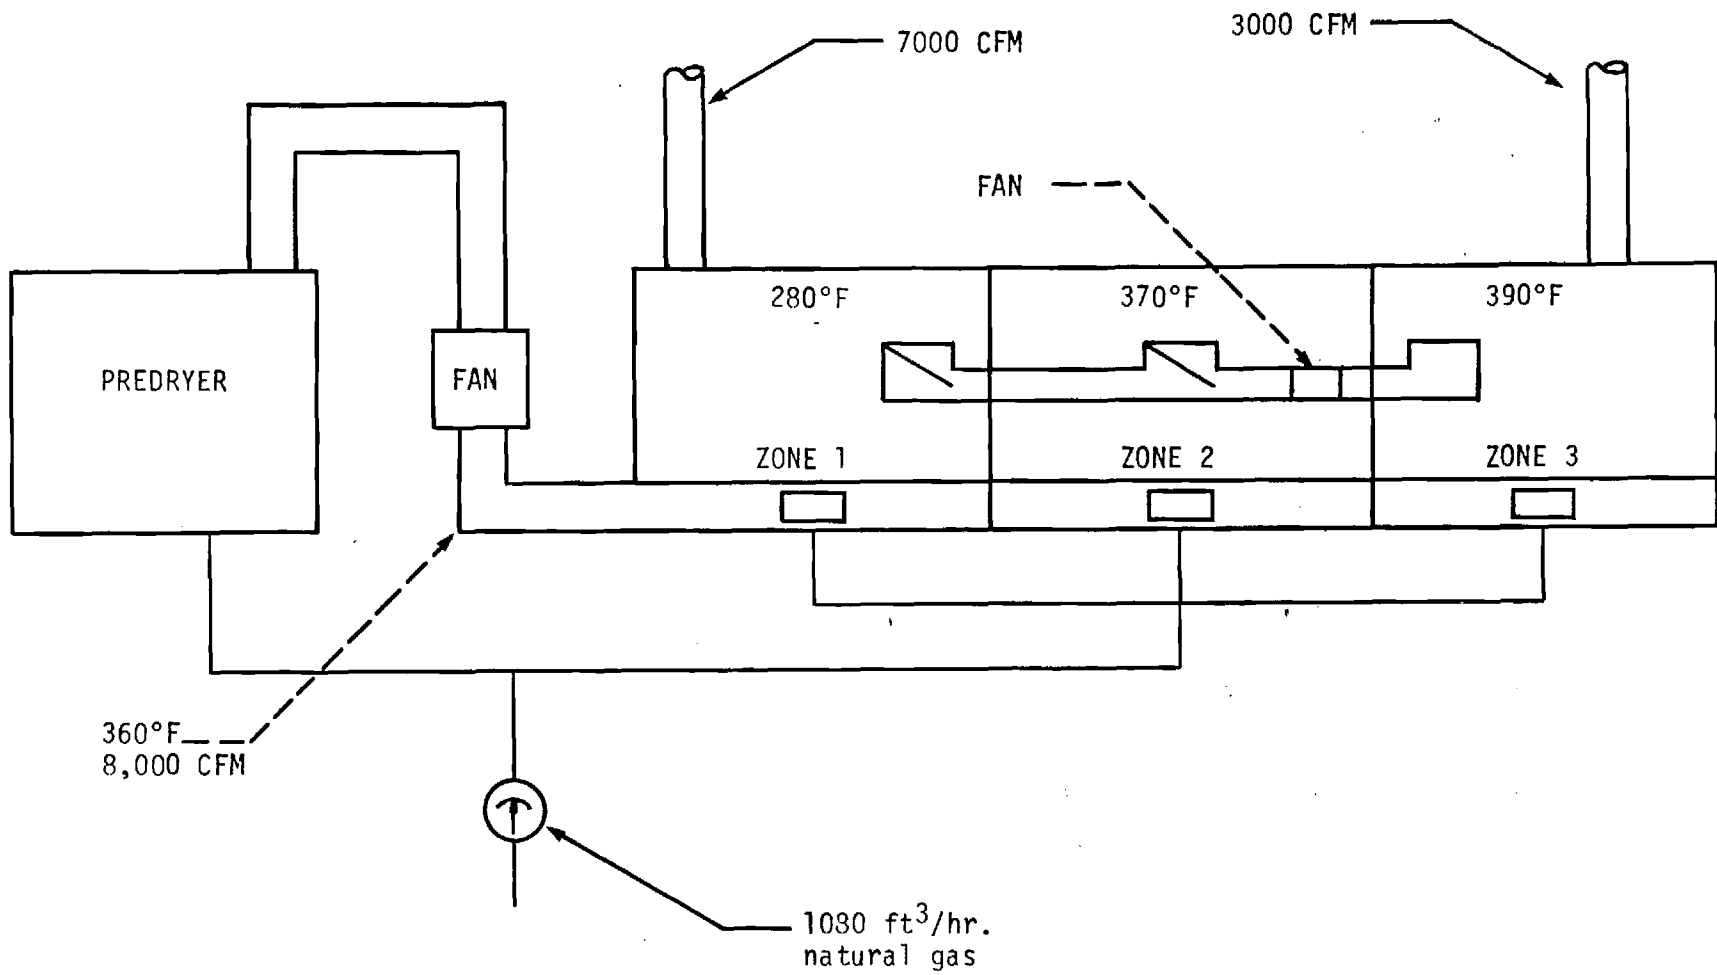 7000 CFM
3000 CFM
FAN
280°F
370°F
390°F
PREDRYER
FAN
ZONE 1
ZONE 2
ZONE 3
360°F
8,000 CFM
1080 ft³/hr.
natural gas